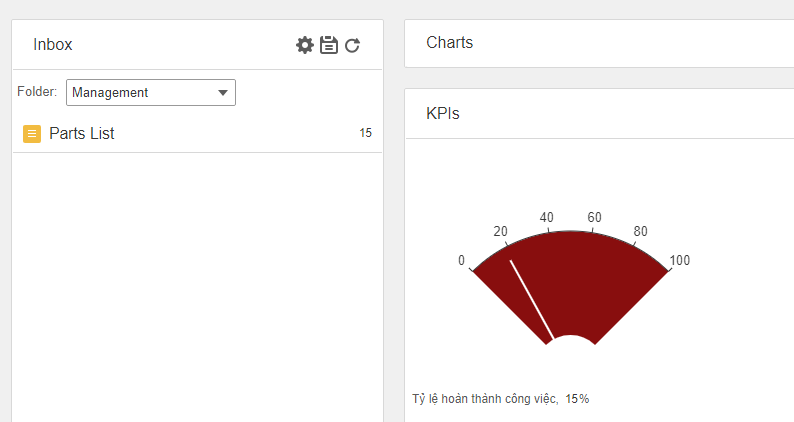 Inbox
Folder: Management
Parts List 15
Charts
KPIs
0 20 40 60 80 100
Tỷ lệ hoàn thành công việc, 15%